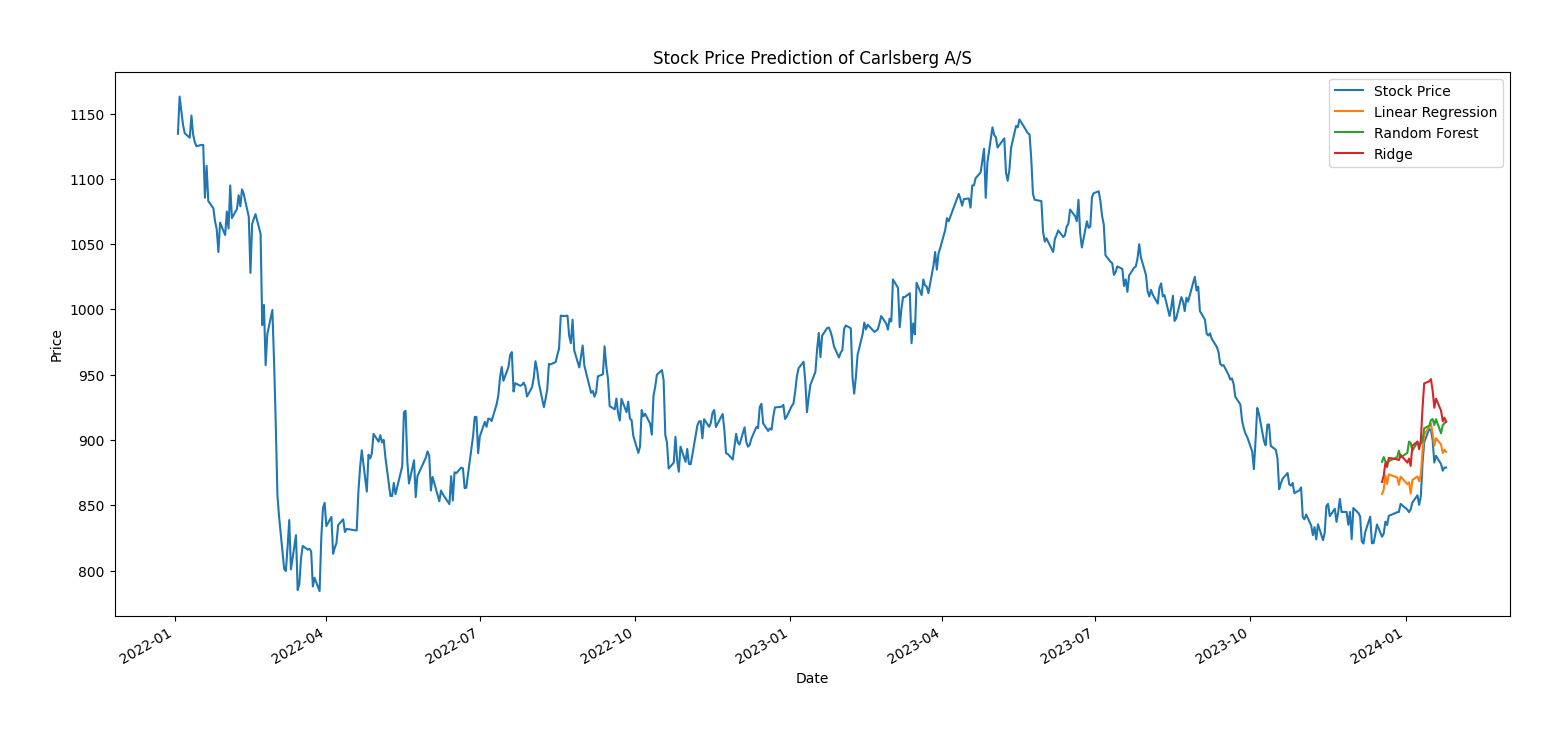 Stock Price Prediction of Carlsberg A/S
Stock Price
Linear Regression
Random Forest
Ridge
Price
1150
1100
1050
1000
950
900
850
800
2022-01
2022-04
2022-07
2022-10
2023-01
2023-04
2023-07
2023-10
2024-01
Date